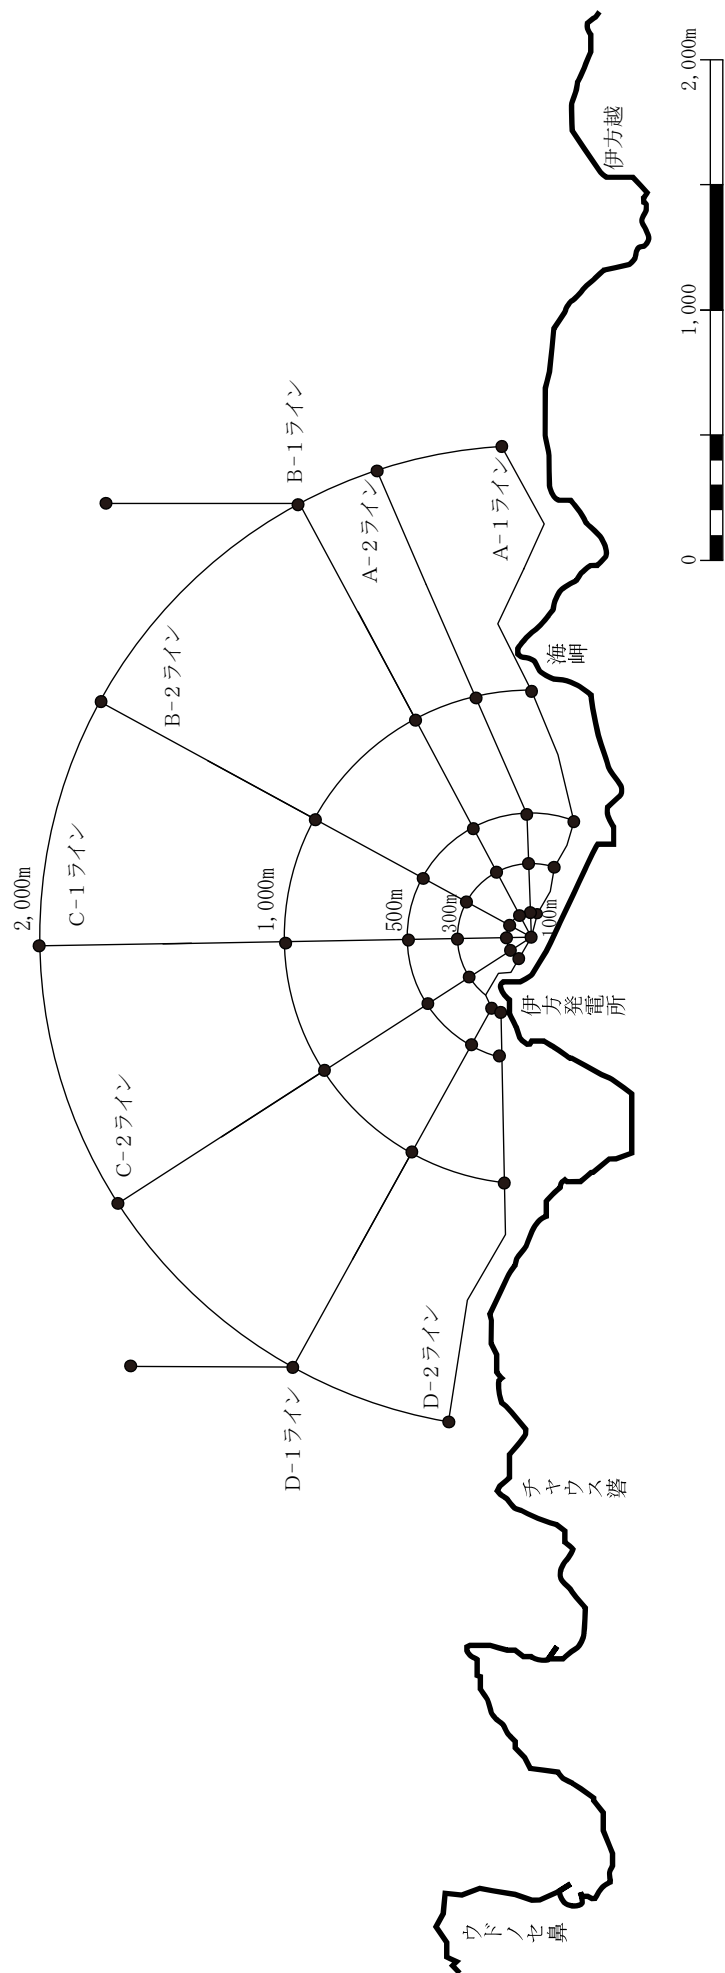 ウドノセ鼻
チャウス碆
D-1ライン
D-2ライン
C-2ライン
2,000m
C-1ライン
1,000m
500m
300m
100m
伊方発電所
B-2ライン
B-1ライン
A-2ライン
A-1ライン
海岬
伊方越
0
1,000
2,000m